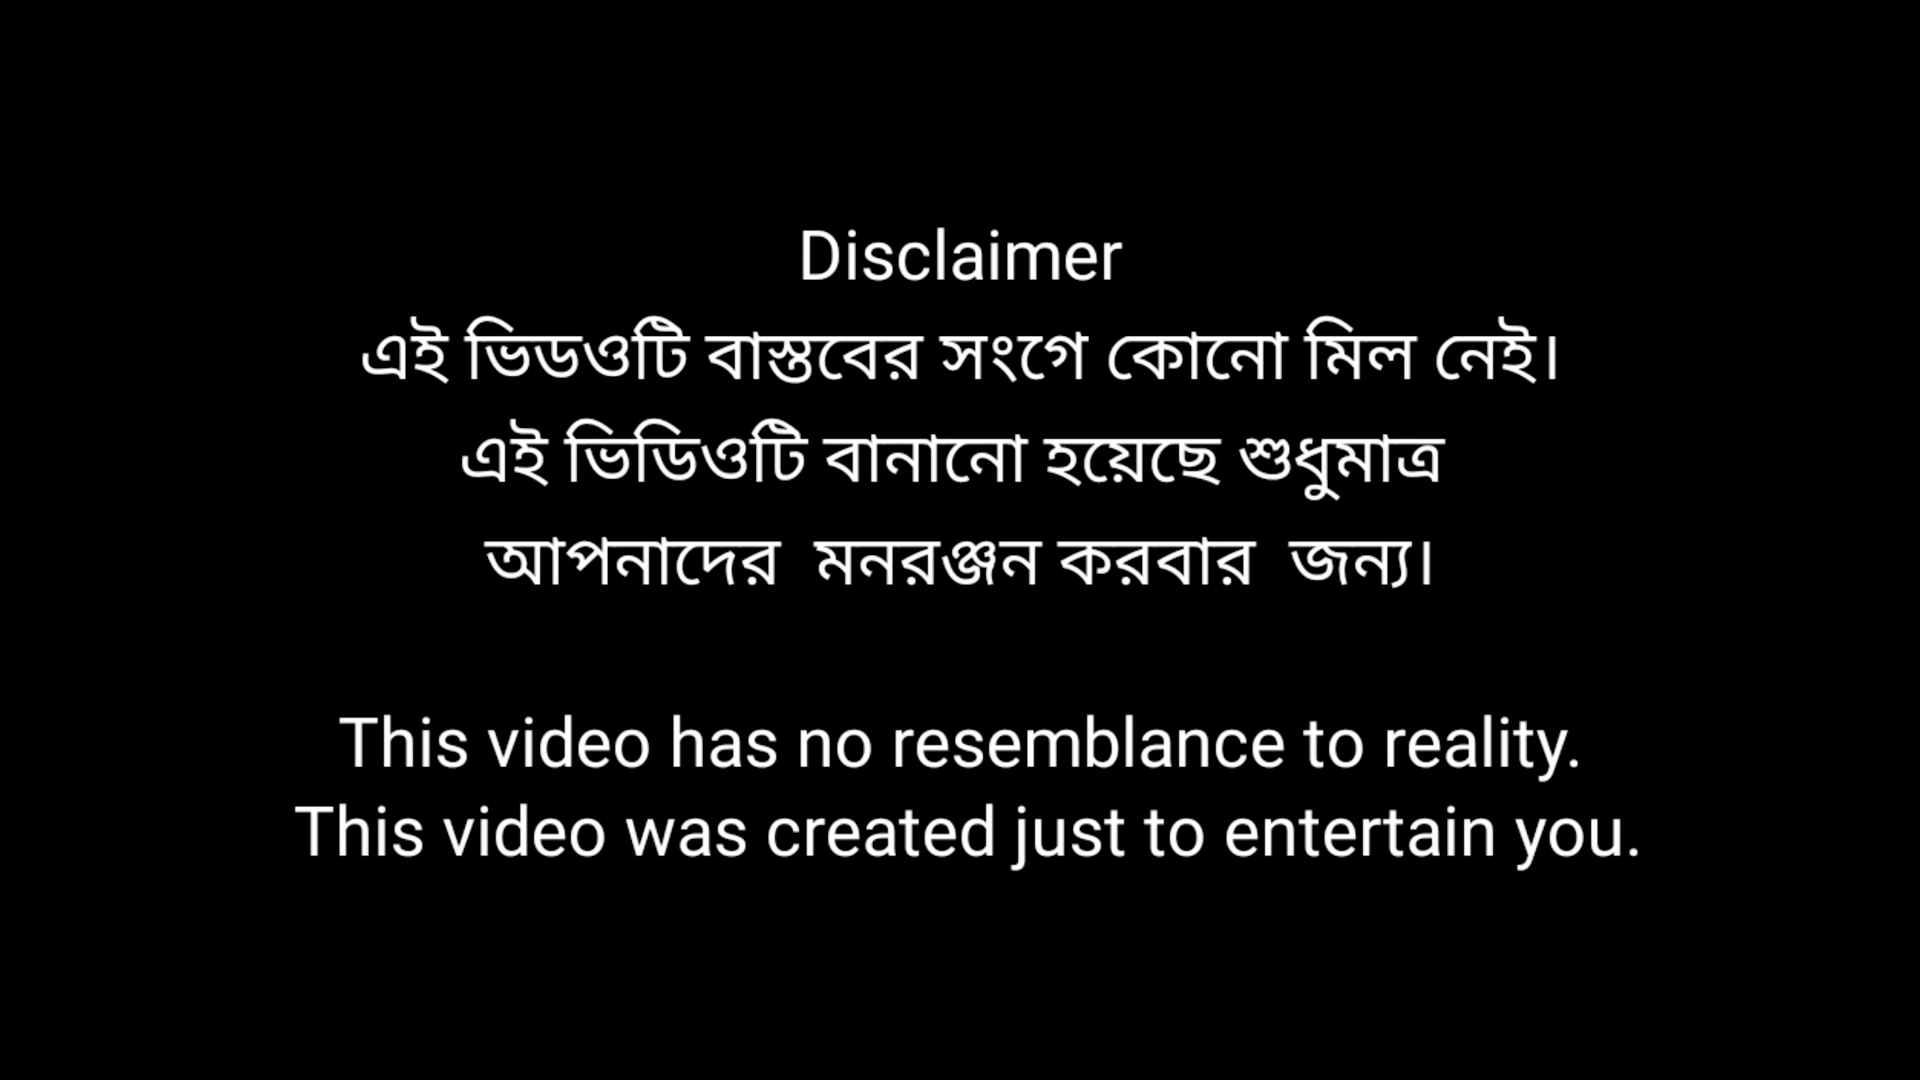 Disclaimer
এই ভিডওটি বাস্তবের সংগে কোনো মিল নেই।
এই ভিডিওটি বানানো হয়েছে শুধুমাত্র
আপনাদের মনরঞ্জন করবার জন্য।
This video has no resemblance to reality.
This video was created just to entertain you.